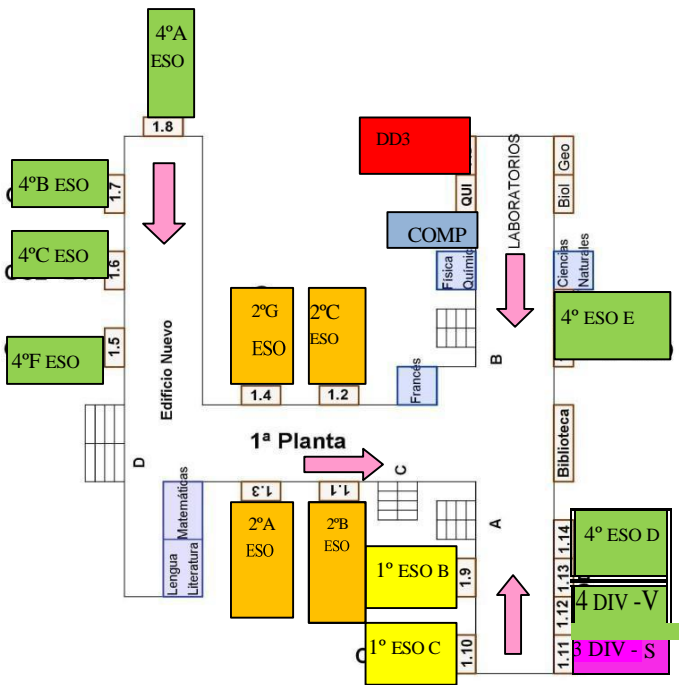 4ºA
ESO
1.8
DD3
LABORATORIOS
Geo
QUI
Biol
4ºB ESO
1.7
COMP
4ºC ESO
1.6
Física
Químic
Ciencias
Naturales
2ºG
ESO
2ºC
ESO
4º ESO E
4ºF ESO
1.5
Edificio Nuevo
B
Francés
1.4
1.2
1ª Planta
Biblioteca
D
C
1.3
1.1
Matemáticas
A
2ºA
ESO
2ºB
ESO
4º ESO D
1.14
Lengua
Literatura
1º ESO B
1.9
1.13
4 DIV -V
1.12
1º ESO C
1.10
3 DIV - S
1.11